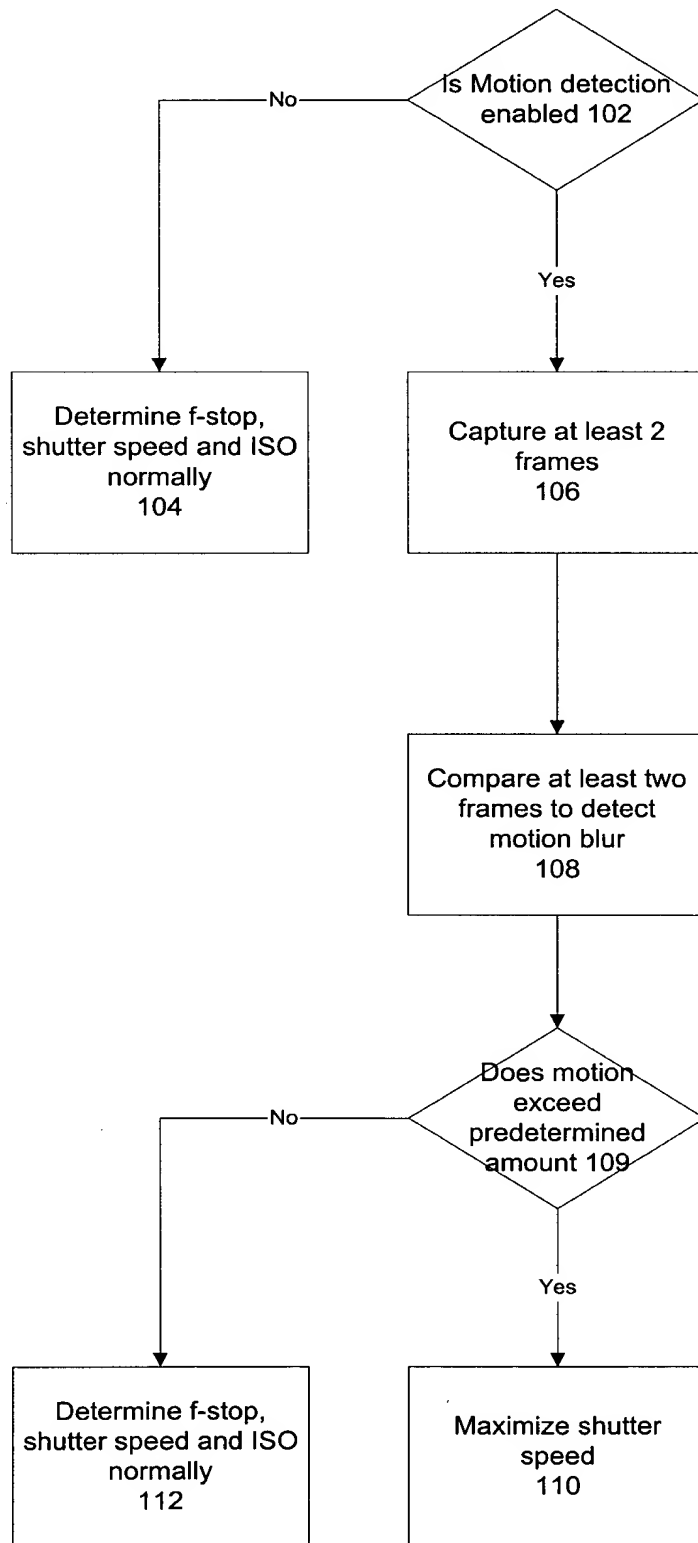 Is Motion detection
enabled 102
No
Yes
Determine f-stop,
shutter speed and ISO
normally
104
Capture at least 2
frames
106
Compare at least two
frames to detect
motion blur
108
Does motion
exceed
predetermined
amount 109
No
Yes
Determine f-stop,
shutter speed and ISO
normally
112
Maximize shutter
speed
110